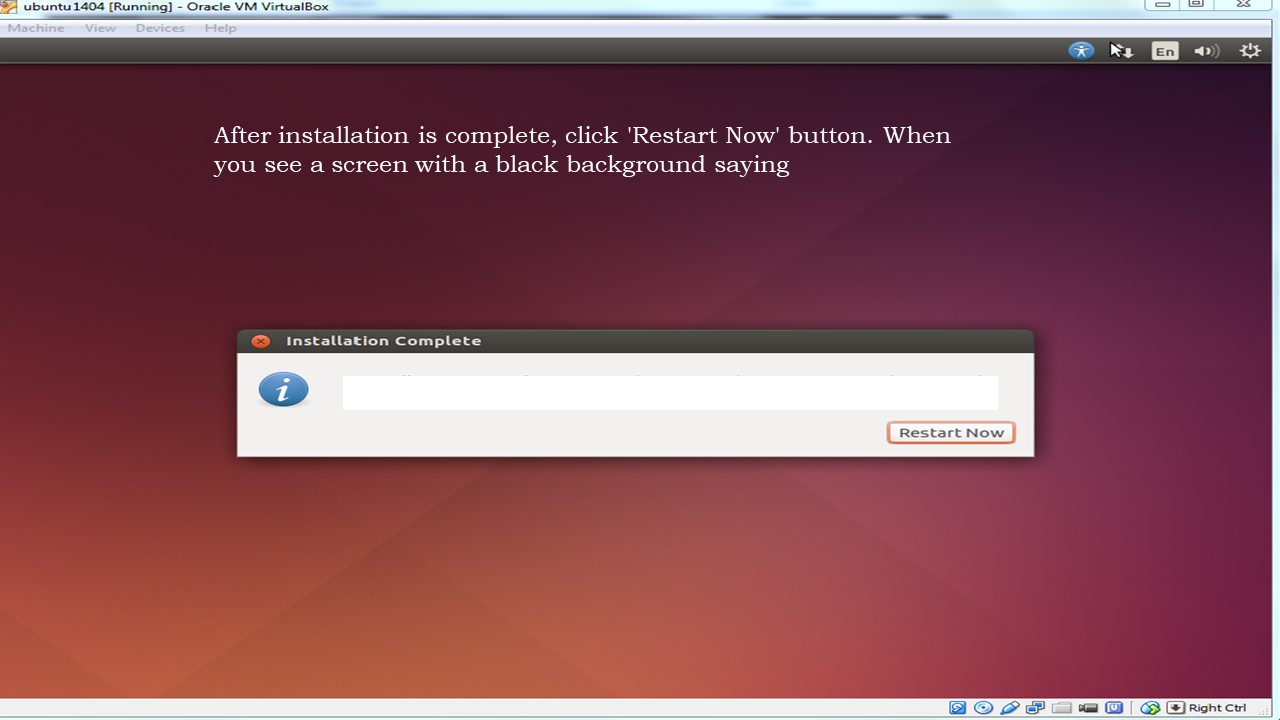 ubuntu1404 [Running] - Oracle VM VirtualBox
Machine View Devices Help
En
After installation is complete, click 'Restart Now' button. When
you see a screen with a black background saying
Installation Complete
Restart Now
Right Ctrl